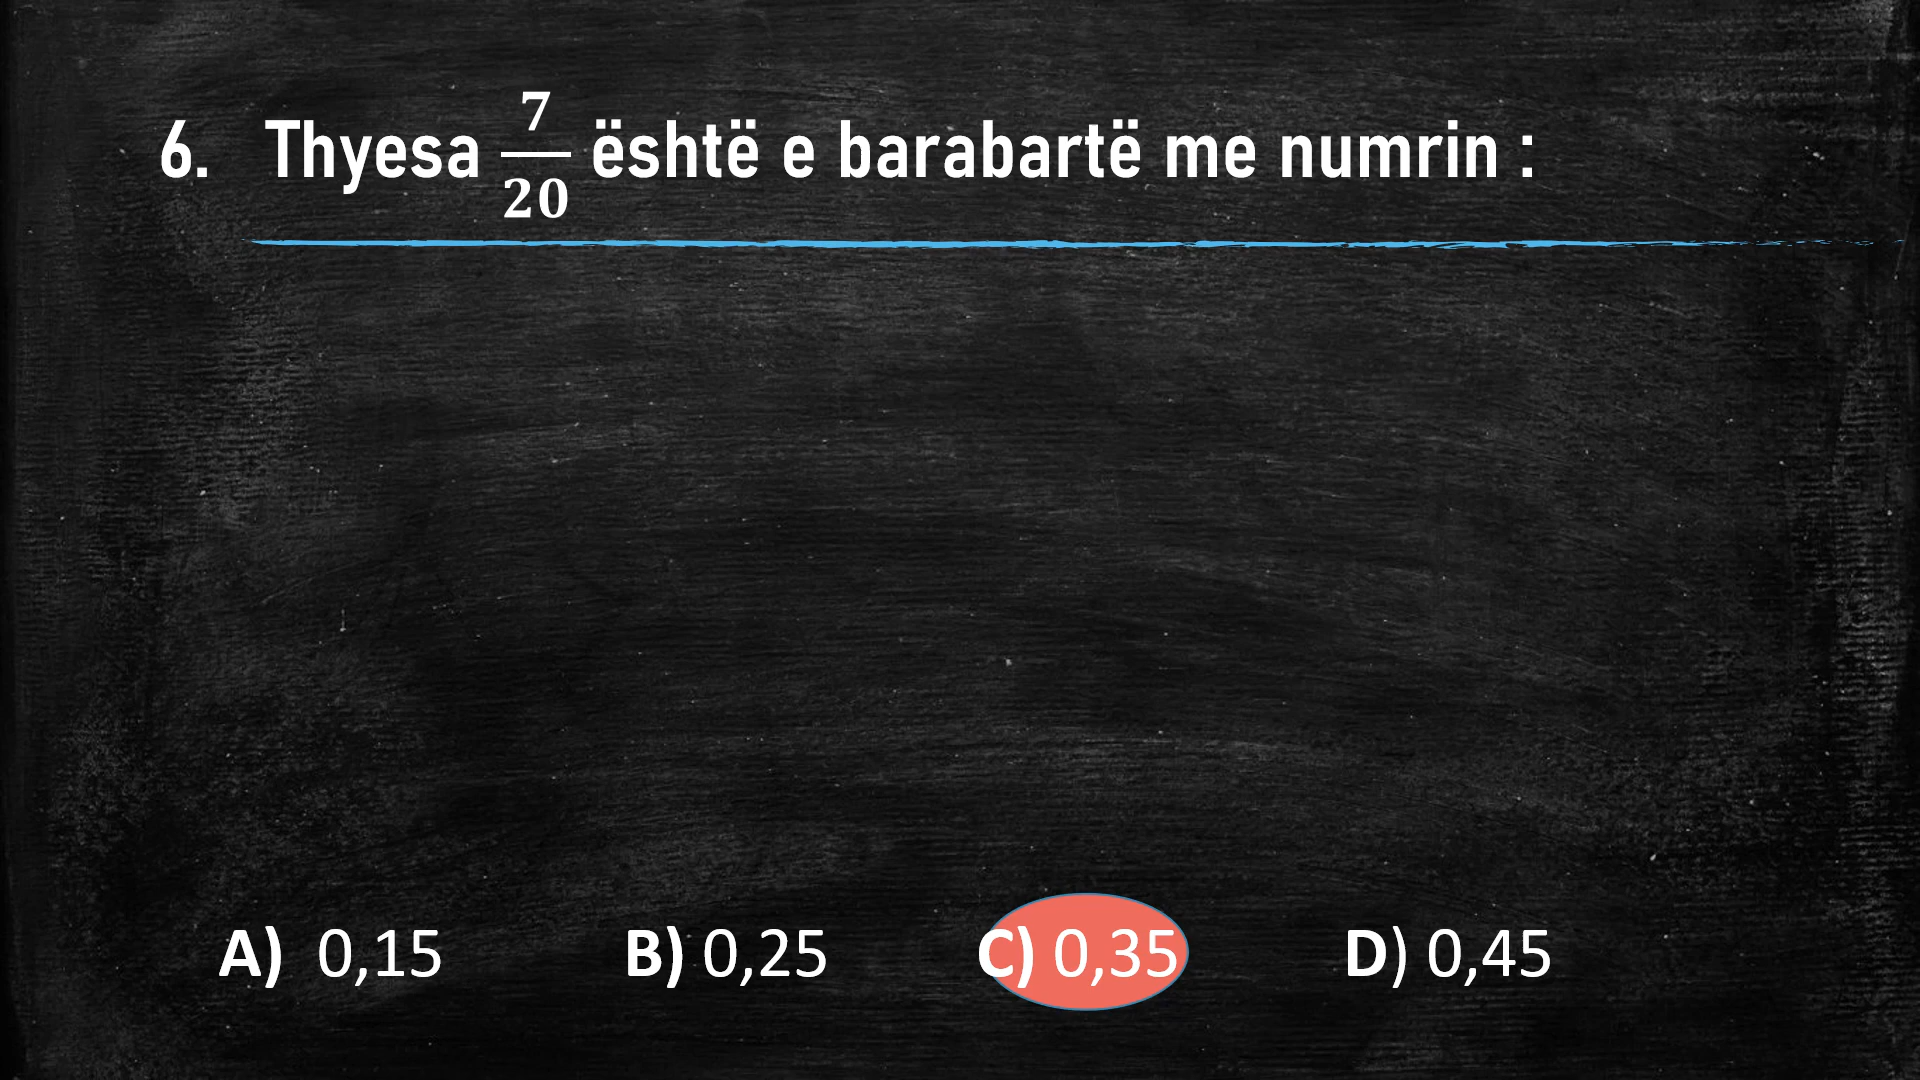 6. Thyesa 7/20 është e barabartë me numrin :
A) 0,15 B) 0,25 C) 0,35 D) 0,45